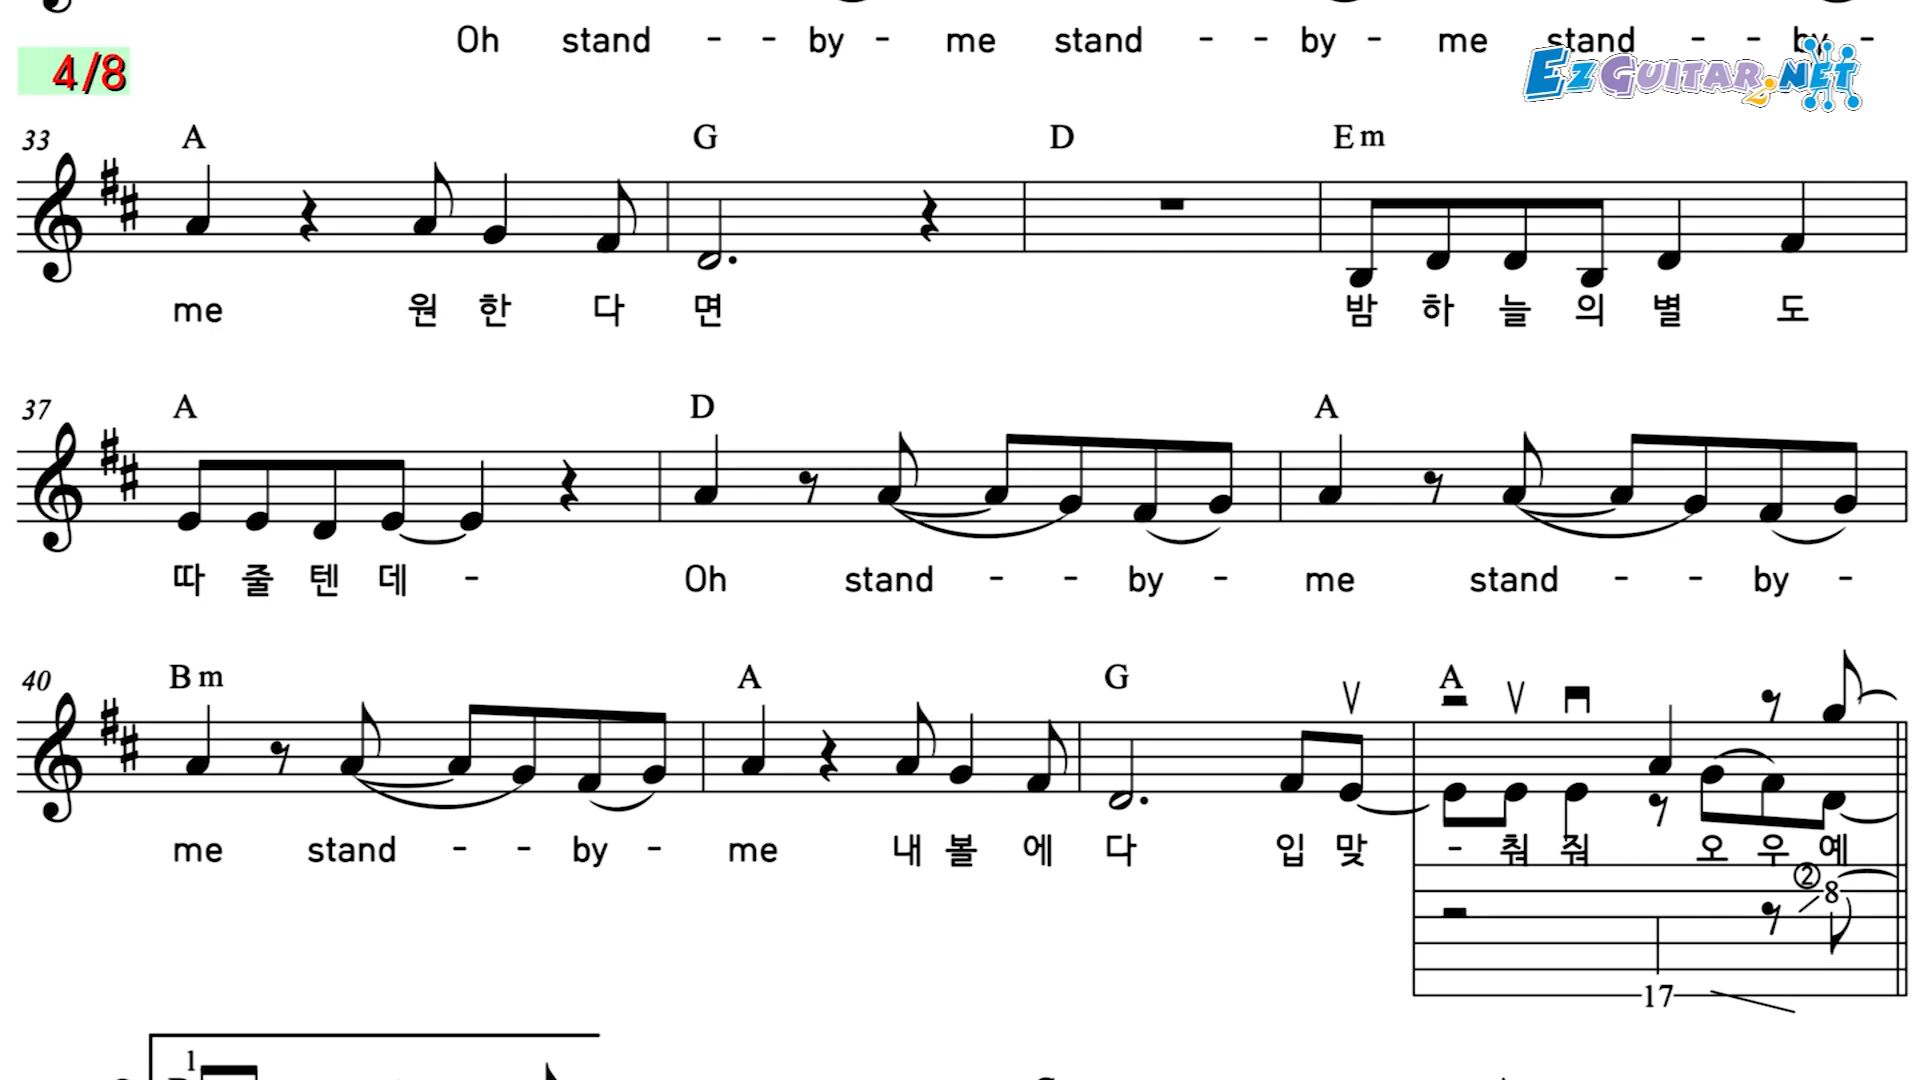 Oh stand - - by - me stand - - by - me stand - - by -
4/8
EzGuitar2.net
33 A G D Em
me 원 한 다 면 밤 하 늘 의 별 도
37 A D A
따 줄 텐 데 - Oh stand - - by - me stand - - by -
40 Bm A G A
me stand - - by - me 내 볼 에 다 입 맞 - 춰 줘 오 우 예
② 8
17
1